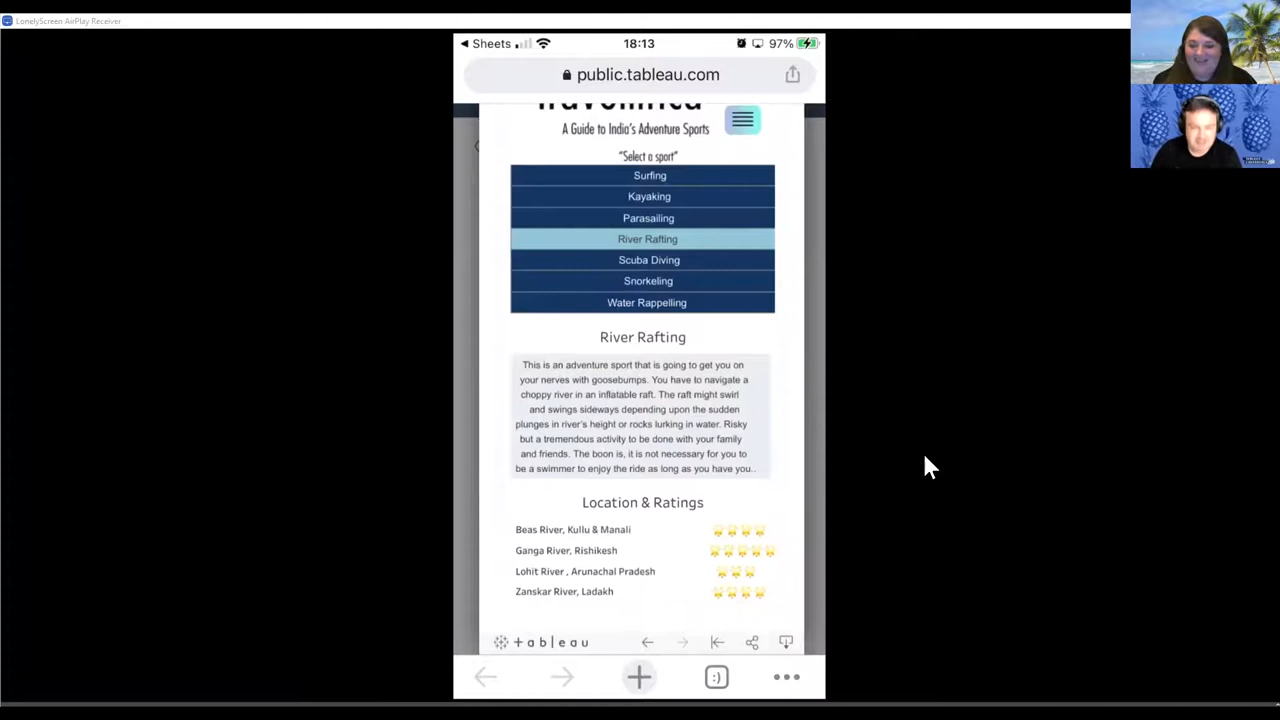 LonelyScreen AirPlay Receiver
Sheets
18:13
97%
public.tableau.com
A Guide to India's Adventure Sports
"Select a sport"
Surfing
Kayaking
Parasailing
River Rafting
Scuba Diving
Snorkeling
Water Rappelling
River Rafting
This is an adventure sport that is going to get you on
your nerves with goosebumps. You have to navigate a
choppy river in an inflatable raft. The raft might swirl
and swings sideways depending upon the sudden
plunges in river's height or rocks lurking in water. Risky
but a tremendous activity to be done with your family
and friends. The boon is, it is not necessary for you to
be a swimmer to enjoy the ride as long as you have you..
Location & Ratings
Beas River, Kullu & Manali
Ganga River, Rishikesh
Lohit River , Arunachal Pradesh
Zanskar River, Ladakh
+ableau
:)